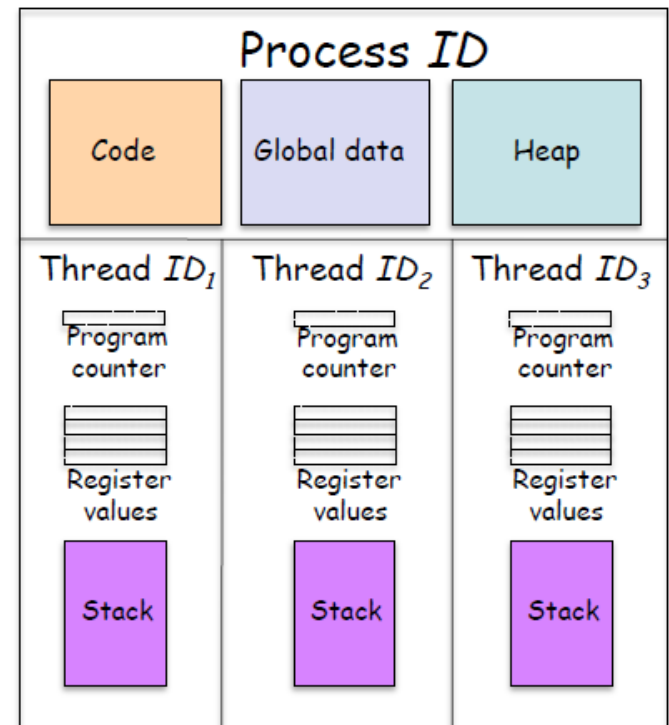 Process ID
Code
Global data
Heap
Thread ID₁
Thread ID₂
Thread ID₃
Program
counter
Program
counter
Program
counter
Register
values
Register
values
Register
values
Stack
Stack
Stack